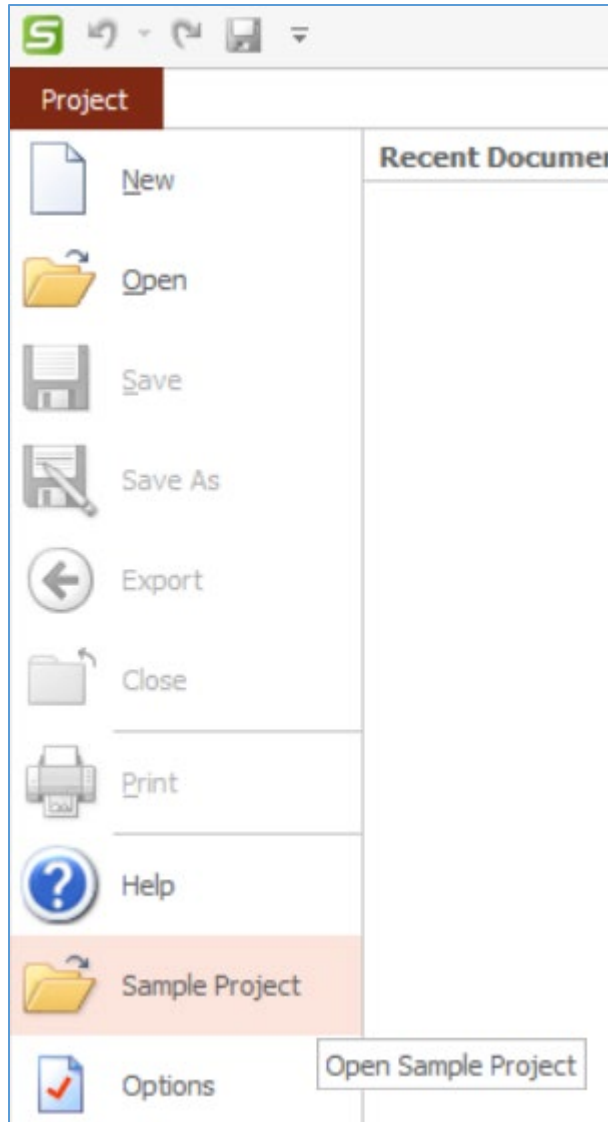 S
Project
Recent Documen
New
Open
Save
Save As
Export
Close
Print
Help
Sample Project
Open Sample Project
Options